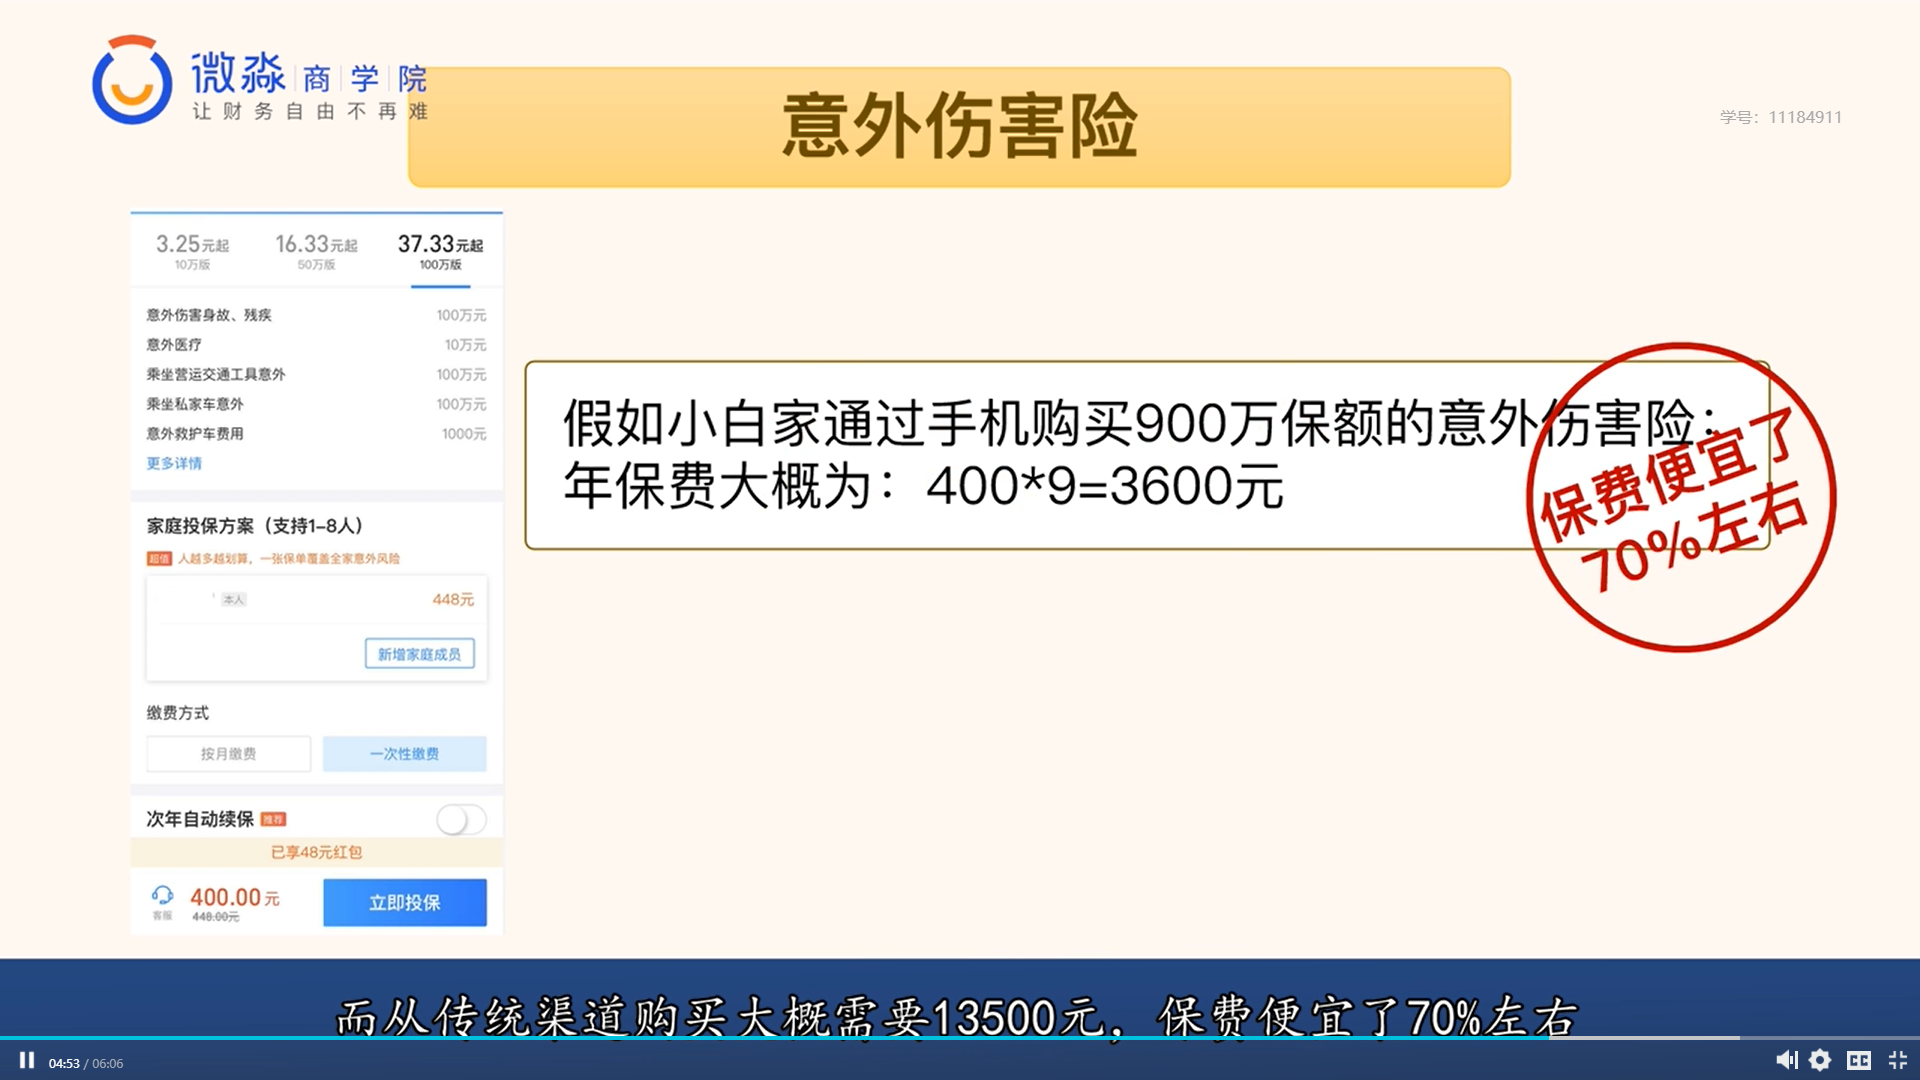 微淼 商 学 院
让财务自由不再难
意外伤害险
学号：11184911
3.25元起 16.33元起 37.33元起
10万版 50万版 100万版
意外伤害身故、残疾 100万元
意外医疗 10万元
乘坐营运交通工具意外 100万元
乘坐私家车意外 100万元
意外救护车费用 1000元
更多详情
家庭投保方案（支持1-8人）
超值 人越多越划算，一张保单覆盖全家意外风险
本人 448元
新增家庭成员
缴费方式
按月缴费 一次性缴费
次年自动续保 推荐
已享48元红包
客服 400.00元 立即投保
448.00元
假如小白家通过手机购买900万保额的意外伤害险：
年保费大概为：400*9=3600元
保费便宜了
70%左右
而从传统渠道购买大概需要13500元，保费便宜了70%左右
04:53 / 06:06
CC